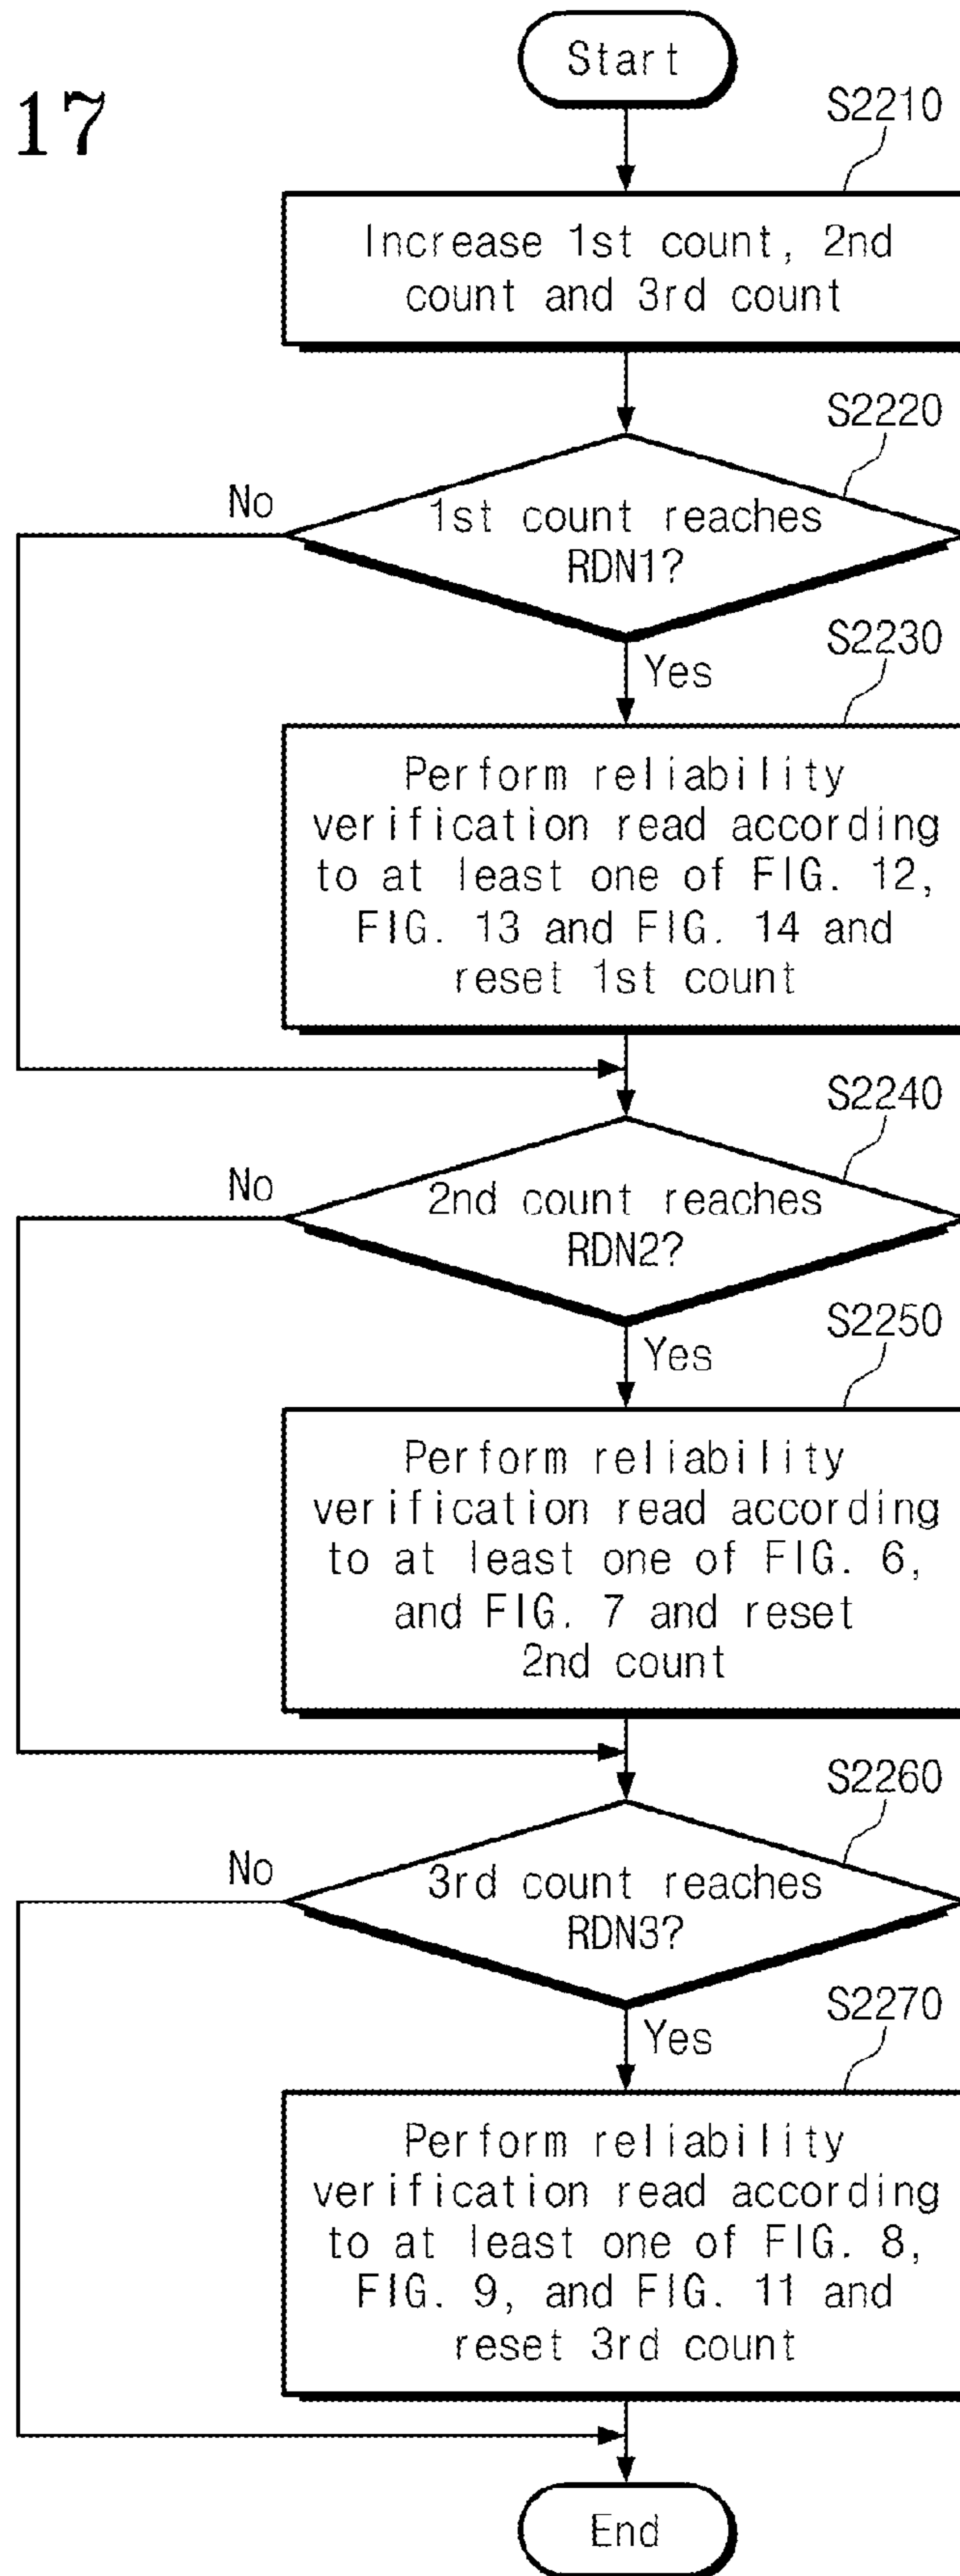 Start
17
S2210
Increase 1st count, 2nd
count and 3rd count
S2220
No
1st count reaches
RDN1?
S2230
Yes
Perform reliability
verification read according
to at least one of FIG. 12,
FIG. 13 and FIG. 14 and
reset 1st count
S2240
No
2nd count reaches
RDN2?
S2250
Yes
Perform reliability
verification read according
to at least one of FIG. 6,
and FIG. 7 and reset
2nd count
S2260
No
3rd count reaches
RDN3?
S2270
Yes
Perform reliability
verification read according
to at least one of FIG. 8,
FIG. 9, and FIG. 11 and
reset 3rd count
End